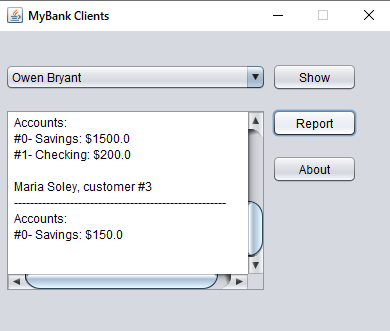 MyBank Clients
Owen Bryant
Show
Accounts:
#0- Savings: $1500.0
#1- Checking: $200.0
Report
About
Maria Soley, customer #3
-----------------------------------------------------
Accounts:
#0- Savings: $150.0